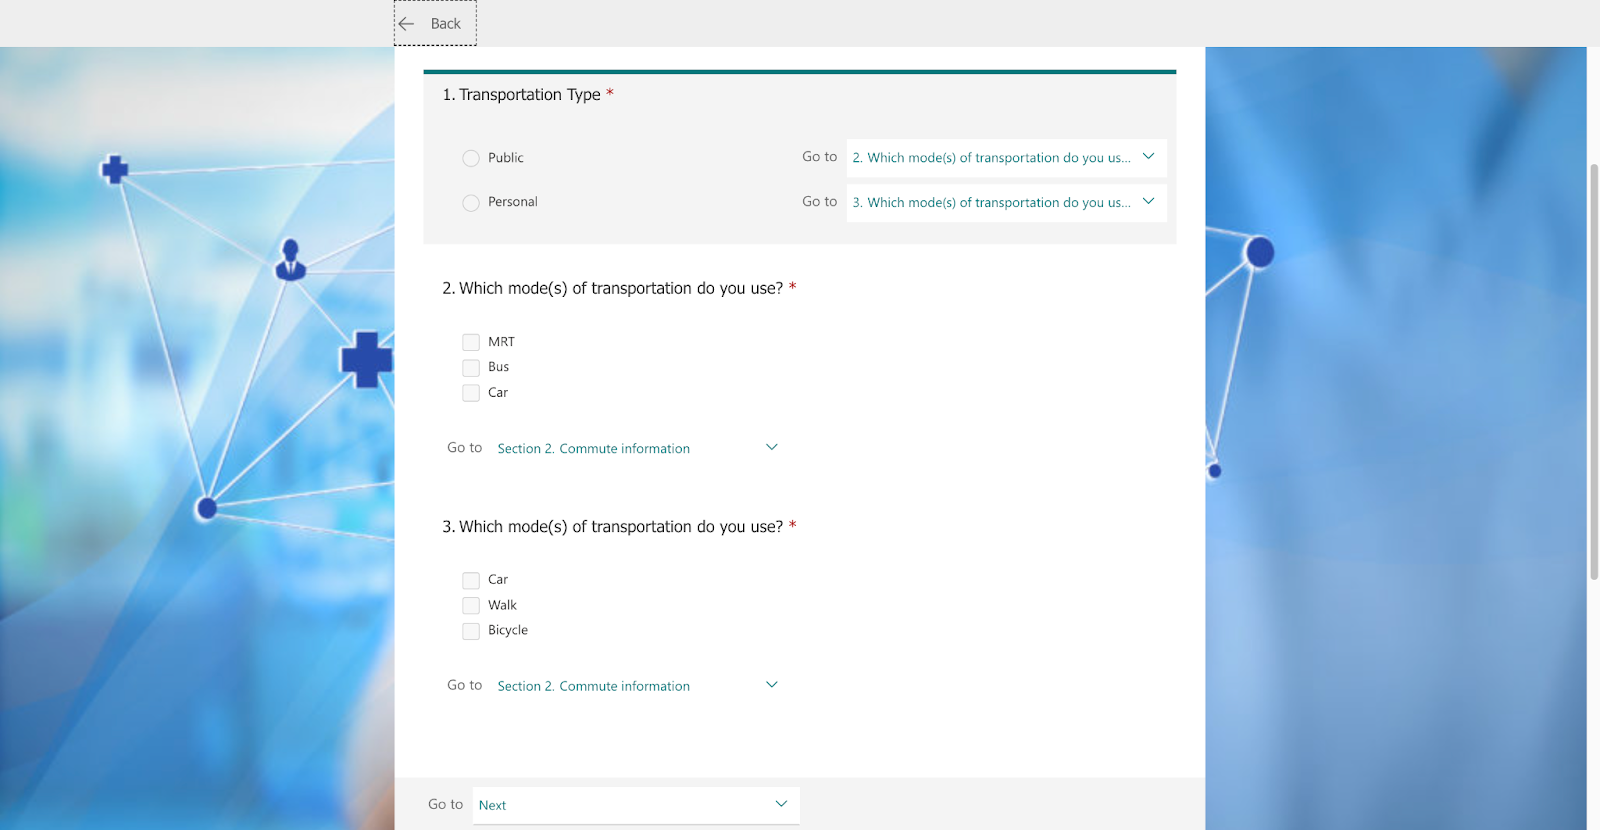 Back
1. Transportation Type *
Public Go to 2. Which mode(s) of transportation do you us...
Personal Go to 3. Which mode(s) of transportation do you us...
2. Which mode(s) of transportation do you use? *
MRT
Bus
Car
Go to Section 2. Commute information
3. Which mode(s) of transportation do you use? *
Car
Walk
Bicycle
Go to Section 2. Commute information
Go to Next